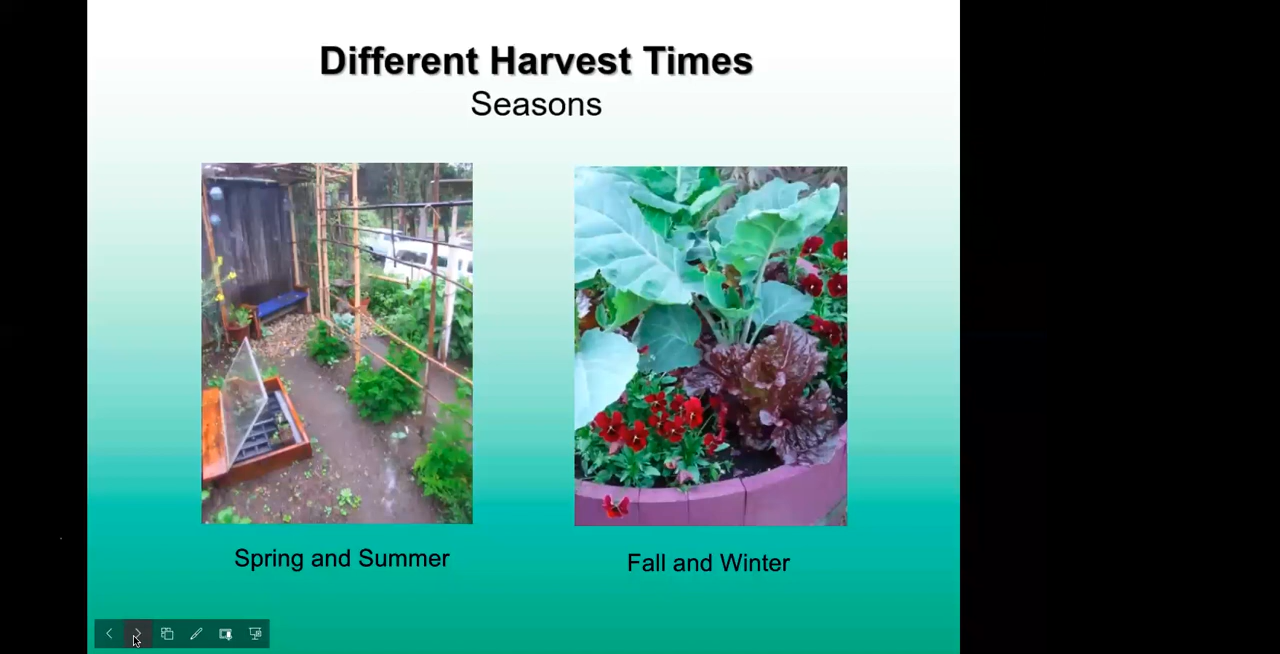 Different Harvest Times
Seasons
Spring and Summer
Fall and Winter